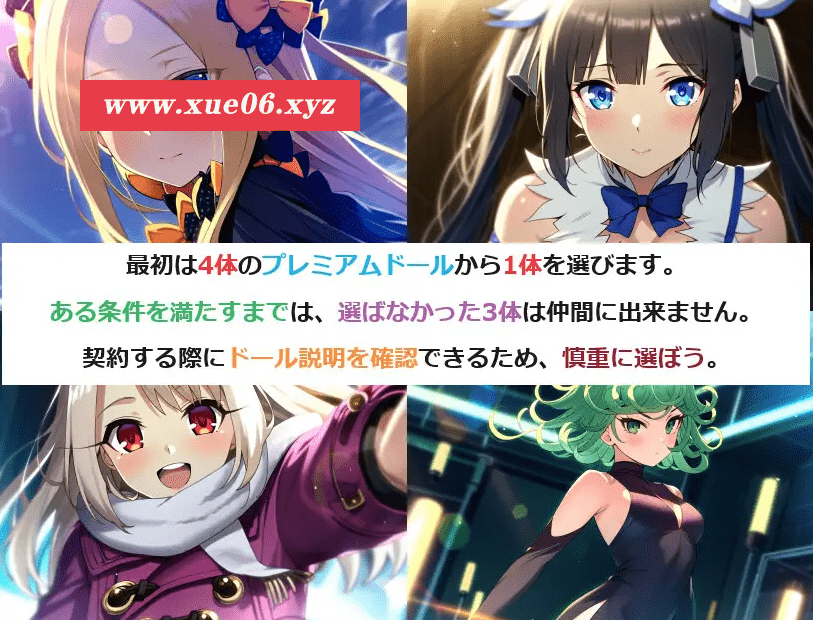 www.xue06.xyz
最初は4体のプレミアムドールから1体を選びます。
ある条件を満たすまでは、選ばなかった3体は仲間に出来ません。
契約する際にドール説明を確認できるため、慎重に選ぼう。